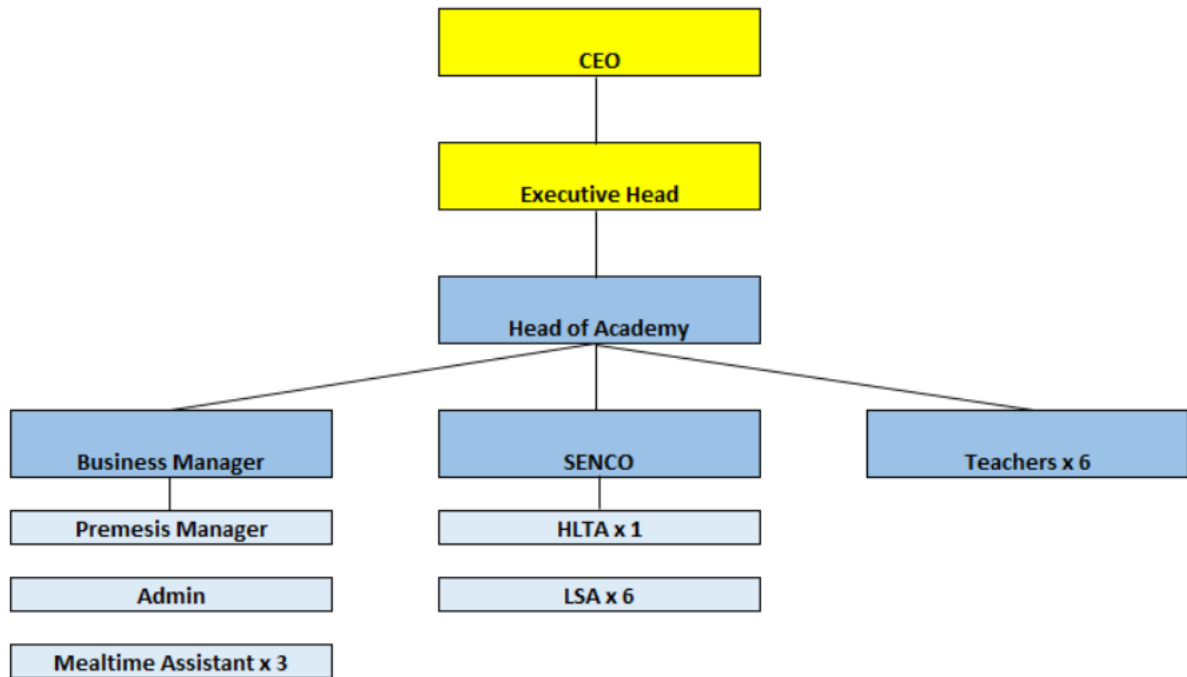 CEO
Executive Head
Head of Academy
Business Manager
SENCO
Teachers x 6
Premesis Manager
HLTA x 1
Admin
LSA x 6
Mealtime Assistant x 3